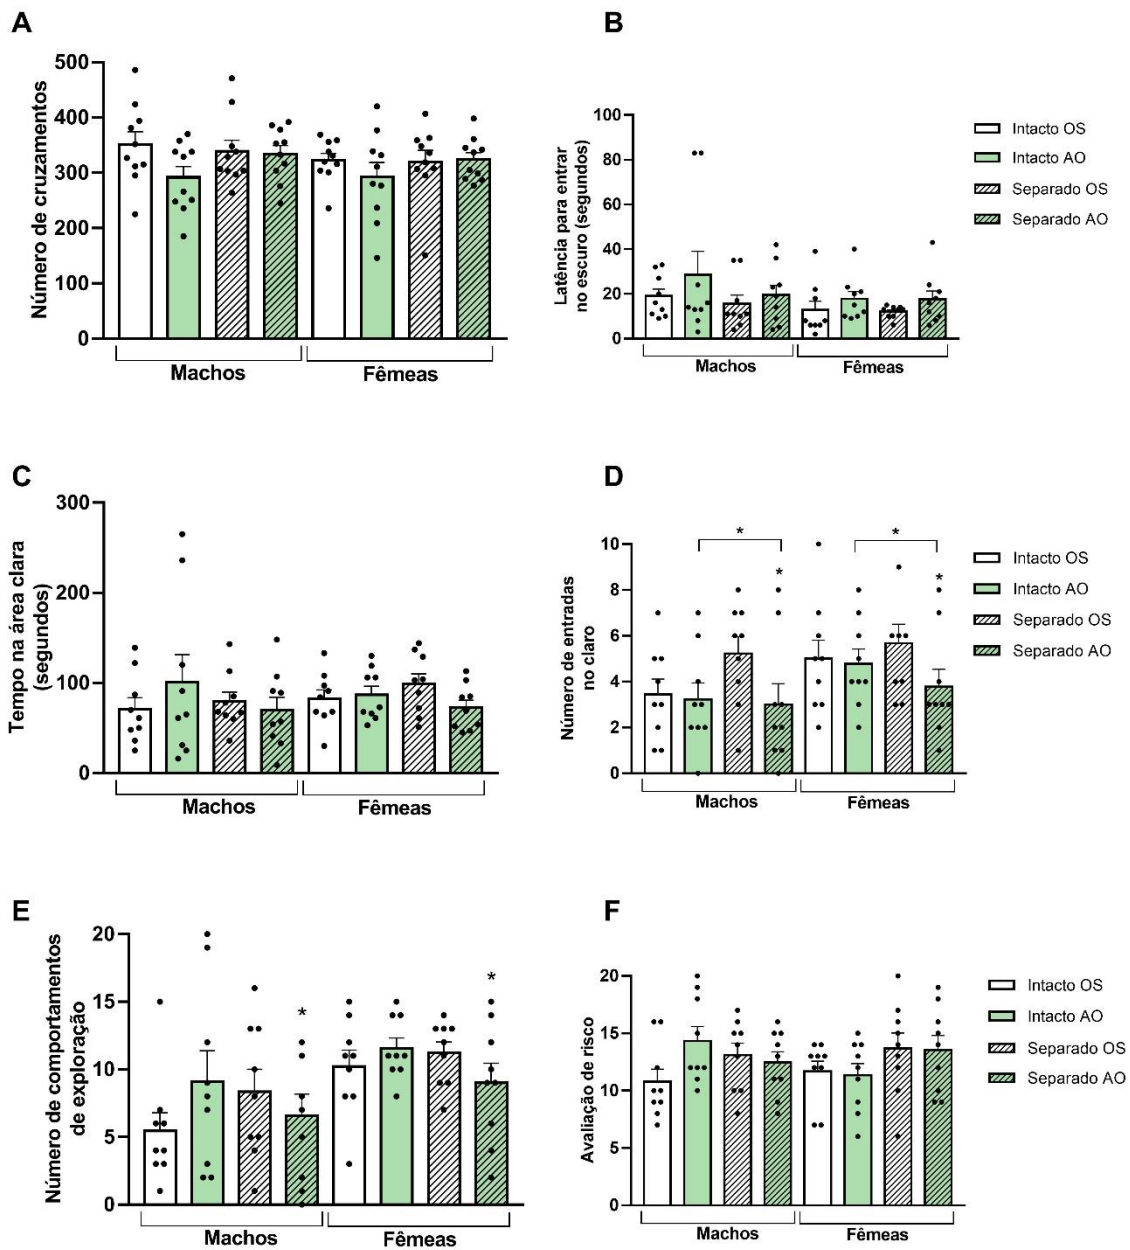 A
Número de cruzamentos
500
400
300
200
100
0
Machos
Fêmeas
B
Latência para entrar
no escuro (segundos)
100
80
60
40
20
0
Machos
Fêmeas
Intacto OS
Intacto AO
Separado OS
Separado AO
C
Tempo na área clara
(segundos)
300
200
100
0
Machos
Fêmeas
D
Número de entradas
no claro
10
8
6
4
2
0
*
*
*
*
Machos
Fêmeas
Intacto OS
Intacto AO
Separado OS
Separado AO
E
Número de comportamentos
de exploração
20
15
10
5
0
*
*
Machos
Fêmeas
F
Avaliação de risco
20
15
10
5
0
Machos
Fêmeas
Intacto OS
Intacto AO
Separado OS
Separado AO